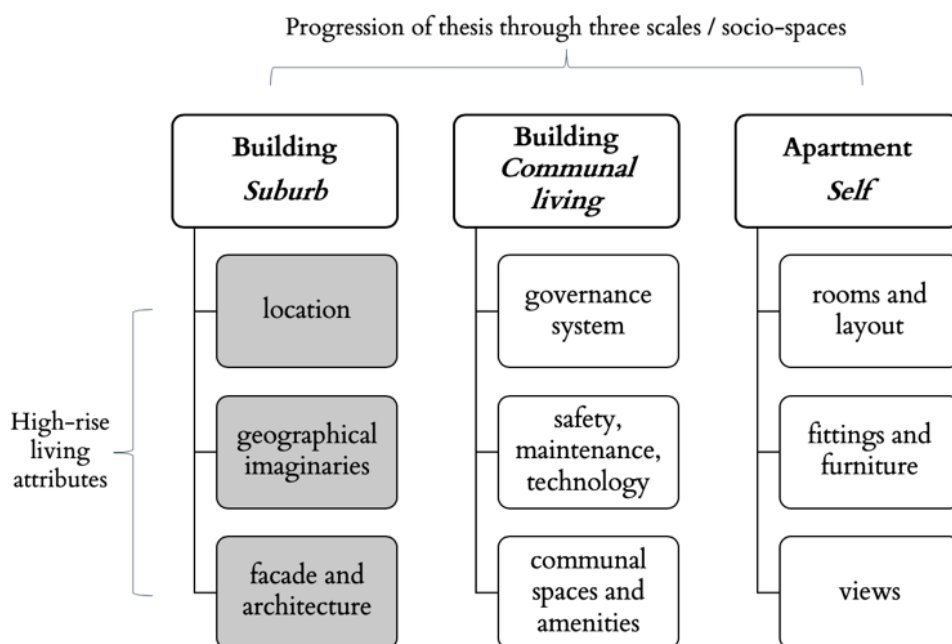 Progression of thesis through three scales / socio-spaces
Building
Suburb
Building
Communal
living
Apartment
Self
High-rise
living
attributes
location
geographical
imaginaries
facade and
architecture
governance
system
safety,
maintenance,
technology
communal
spaces and
amenities
rooms and
layout
fittings and
furniture
views